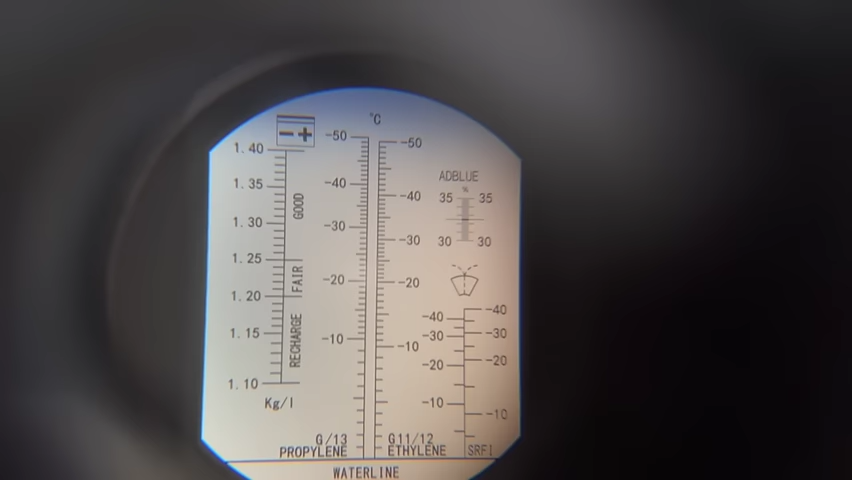 °C
− +
1.40
1.35
1.30
1.25
1.20
1.15
1.10
GOOD
FAIR
RECHARGE
Kg/l
-50
-40
-30
-20
-10
G/13
PROPYLENE
-50
-40
-30
-20
-10
G11/12
ETHYLENE
ADBLUE
%
35 35
30 30
-40
-30
-20
-10
-40
-30
-20
-10
SRFI
WATERLINE